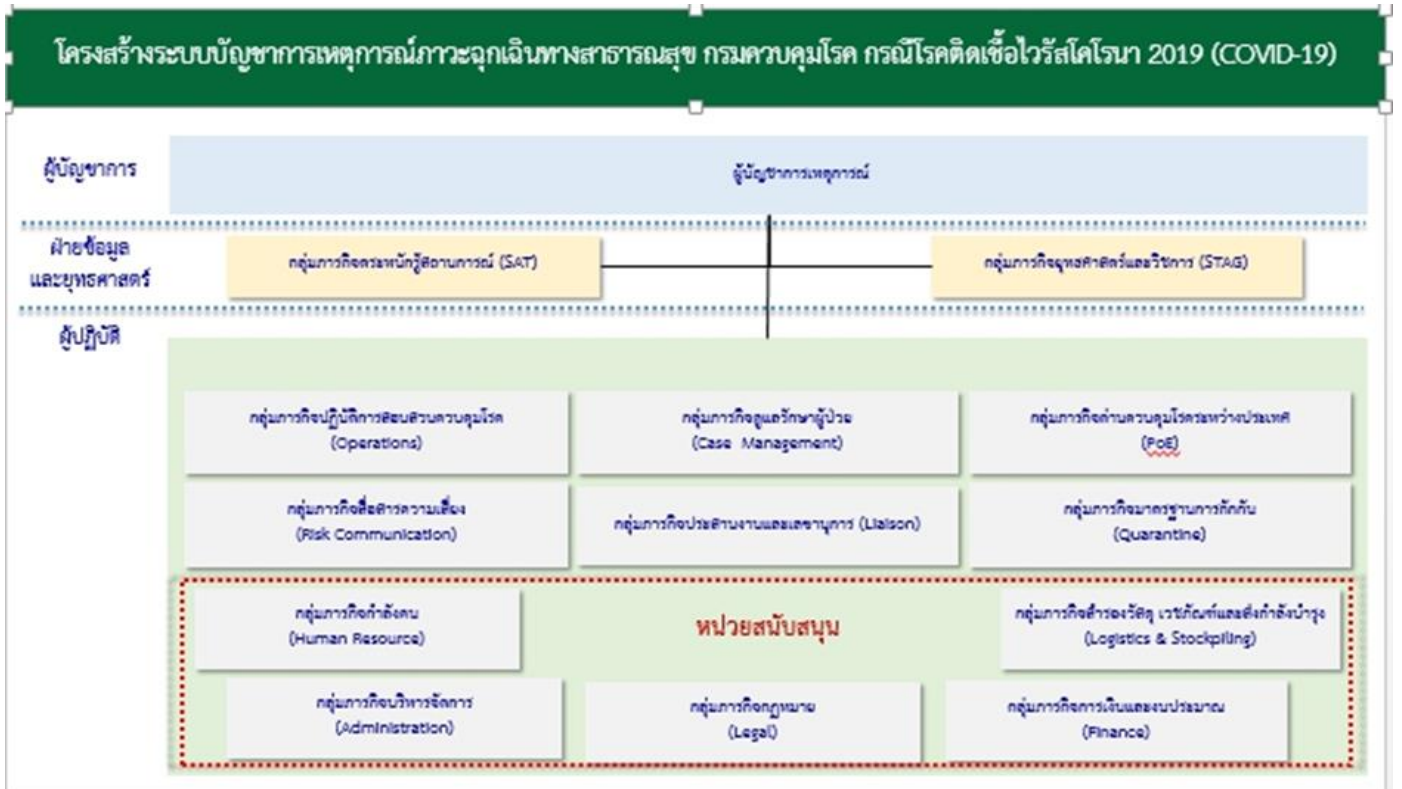 โครงสร้างระบบบัญชาการเหตุการณ์ภาวะฉุกเฉินทางสาธารณสุข กรมควบคุมโรค กรณีโรคติดเชื้อไวรัสโคโรนา 2019 (COVID-19)
ผู้บัญชาการ
ผู้บัญชาการเหตุการณ์
ฝ่ายข้อมูล
และยุทธศาสตร์
กลุ่มภารกิจตระหนักรู้สถานการณ์ (SAT)
กลุ่มภารกิจยุทธศาสตร์และวิชาการ (STAG)
ผู้ปฏิบัติ
กลุ่มภารกิจปฏิบัติการสอบสวนควบคุมโรค
(Operations)
กลุ่มภารกิจดูแลรักษาผู้ป่วย
(Case Management)
กลุ่มภารกิจด่านควบคุมโรคระหว่างประเทศ
(PoE)
กลุ่มภารกิจสื่อสารความเสี่ยง
(Risk Communication)
กลุ่มภารกิจประสานงานและเลขานุการ (Liaison)
กลุ่มภารกิจมาตรฐานการกักกัน
(Quarantine)
กลุ่มภารกิจกำลังคน
(Human Resource)
หน่วยสนับสนุน
กลุ่มภารกิจสำรองวัสดุ เวชภัณฑ์และส่งกำลังบำรุง
(Logistics & Stockpiling)
กลุ่มภารกิจบริหารจัดการ
(Administration)
กลุ่มภารกิจกฎหมาย
(Legal)
กลุ่มภารกิจการเงินและงบประมาณ
(Finance)